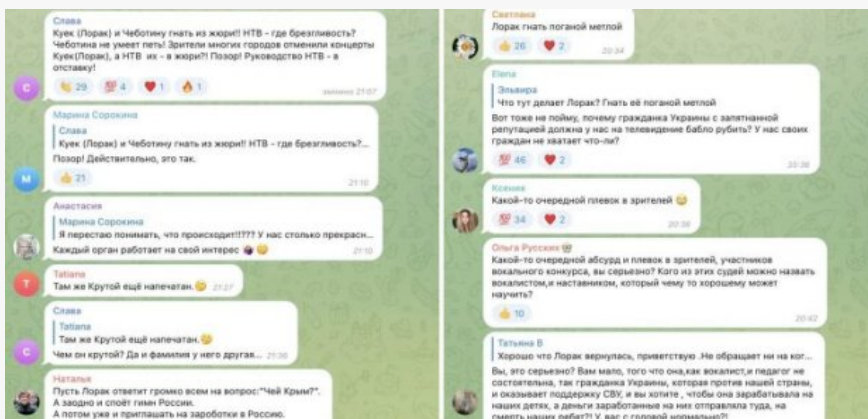 Слава
Куек (Лорак) и Чеботину гнать из жюри!! НТВ - где брезгливость?
Чеботина не умеет петь! Зрители многих городов отменили концерты
Куек(Лорак), а НТВ их - в жюри?! Позор! Руководство НТВ - в
отставку!
29 4 1 1
изменено 21:07
С
Марина Сорокина
Слава
Куек (Лорак) и Чеботину гнать из жюри!! НТВ - где брезгливость?...
Позор! Действительно, это так.
21
21:10
М
Анастасия
Марина Сорокина
Я перестаю понимать, что происходит!!??? У нас столько прекрасн...
Каждый орган работает на свой интерес
21:10
Tatiana
Там же Крутой ещё напечатан. 21:27
T
Слава
Tatiana
Там же Крутой ещё напечатан.
Чем он крутой? Да и фамилия у него другая... 21:36
С
Наталья
Пусть Лорак ответит громко всем на вопрос:"Чей Крым?".
А заодно и споёт гимн России.
А потом уже и приглашать на зароботки в Россию.
Светлана
Лорак гнать поганой метлой
26 2
20:34
Elena
Эльвира
Что тут делает Лорак? Гнать её поганой метлой
Вот тоже не пойму, почему гражданка Украины с запятнанной
репутацией должна у нас на телевидение бабло рубить? У нас своих
граждан не хватает что-ли?
46 2
20:36
Ксения
Какой-то очередной плевок в зрителей
34 2
20:38
Ольга Русских
Какой-то очередной абсурд и плевок в зрителей, участников
вокального конкурса, вы серьезно? Кого из этих судей можно назвать
вокалистом,и наставником, который чему то хорошему может
научить?
10
20:42
Татьяна В
Хорошо что Лорак вернулась, приветствую .Не обращает ни на ког...
Вы, это серьезно? Вам мало, того что она,как вокалист,и педагог не
состоятельна, так гражданка Украины, которая против нашей страны,
и оказывает поддержку СВУ, и вы хотите , чтобы она зарабатывала на
наших детях, а деньги заработанные на них отправляла туда, на
смерть наших ребят?! У вас с головой нормально?!